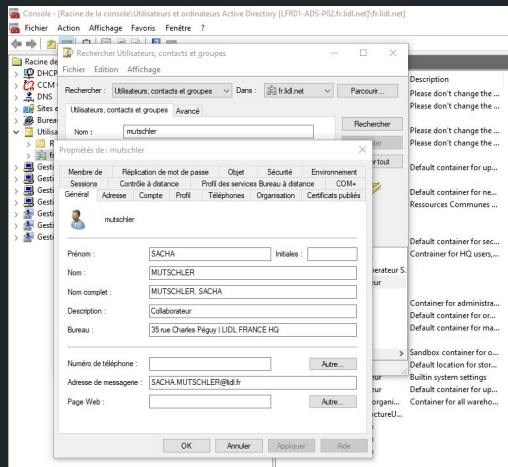 Console - [Racine de la console\Utilisateurs et ordinateurs Active Directory [LFR01-ADS-P02.fr.lidl.net]\fr.lidl.net]
Fichier Action Affichage Favoris Fenêtre ?
Racine de
DHCP
CCM
DNS
Sites e
Bureau
Utilisa
Gesti
Gesti
Gesti
Gesti
Gesti
Gesti
Rechercher Utilisateurs, contacts et groupes
Fichier Edition Affichage
Rechercher : Utilisateurs, contacts et groupes Dans : fr.lidl.net Parcourir...
Utilisateurs, contacts et groupes Avancé
Nom : mutschler
Rechercher
Propriétés de : mutschler
Membre de Réplication de mot de passe Objet Sécurité Environnement
Sessions Contrôle à distance Profil des services Bureau à distance COM+
Général Adresse Compte Profil Téléphones Organisation Certificats publiés
mutschler
Prénom : SACHA Initiales :
Nom : MUTSCHLER
Nom complet : MUTSCHLER, SACHA
Description : Collaborateur
Bureau : 35 rue Charles Péguy | LIDL FRANCE HQ
Numéro de téléphone : Autre...
Adresse de messagerie : SACHA.MUTSCHLER@lidl.fr
Page Web : Autre...
OK Annuler Appliquer Aide
Description
Please don't change the ...
Please don't change the ...
Please don't change the ...
Please don't change the ...
Default container for up...
Default container for ne...
Ressources Communes ...
Default container for sec...
Contrainer for HQ users,...
Container for administra...
Default container for or...
Default container for ma...
Sandbox container for o...
Default location for stor...
Builtin system settings
Default container for up...
Container for all wareho...